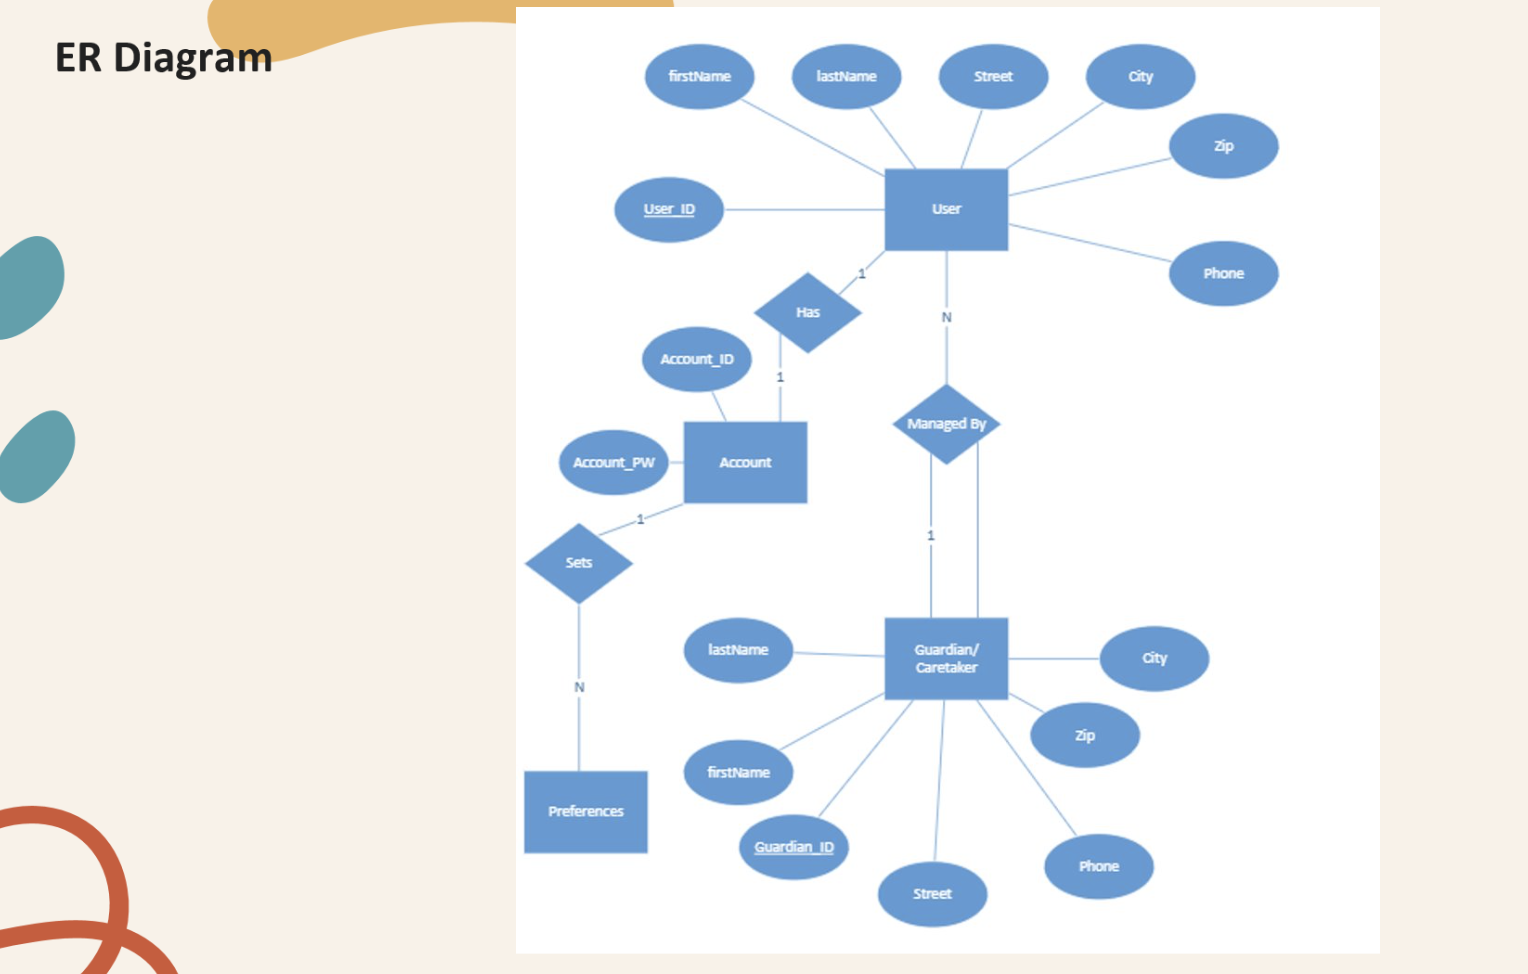 ER Diagram
firstName
lastName
Street
City
Zip
User_ID
User
Phone
1
Has
N
Account_ID
1
Managed By
Account_PW
Account
1
1
Sets
lastName
Guardian/
Caretaker
City
N
Zip
firstName
Preferences
Guardian_ID
Phone
Street